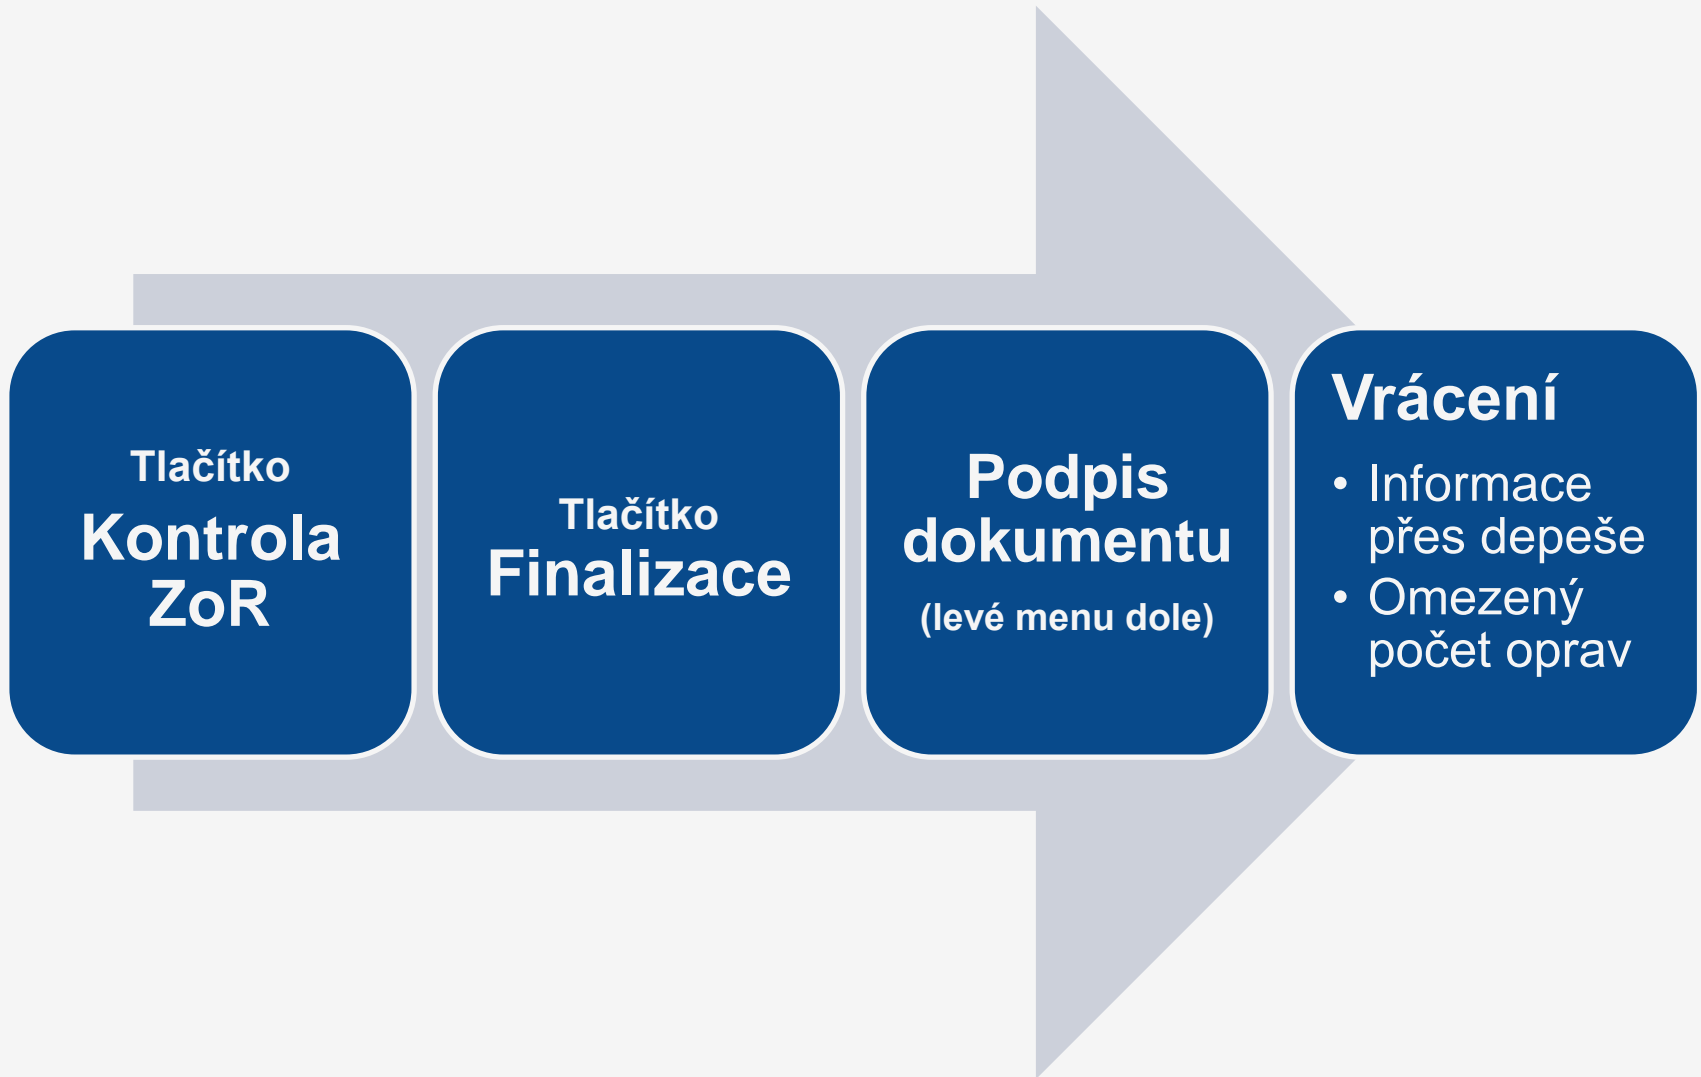 Tlačítko
Kontrola
ZoR
Tlačítko
Finalizace
Podpis
dokumentu
(levé menu dole)
Vrácení
• Informace
přes depeše
• Omezený
počet oprav